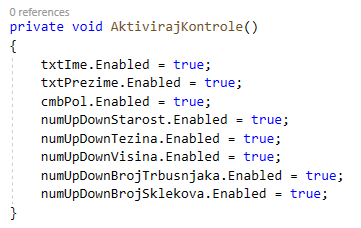 0 references
private void AktivirajKontrole()
{
txtIme.Enabled = true;
txtPrezime.Enabled = true;
cmbPol.Enabled = true;
numUpDownStarost.Enabled = true;
numUpDownTezina.Enabled = true;
numUpDownVisina.Enabled = true;
numUpDownBrojTrbusnjaka.Enabled = true;
numUpDownBrojSklekova.Enabled = true;
}